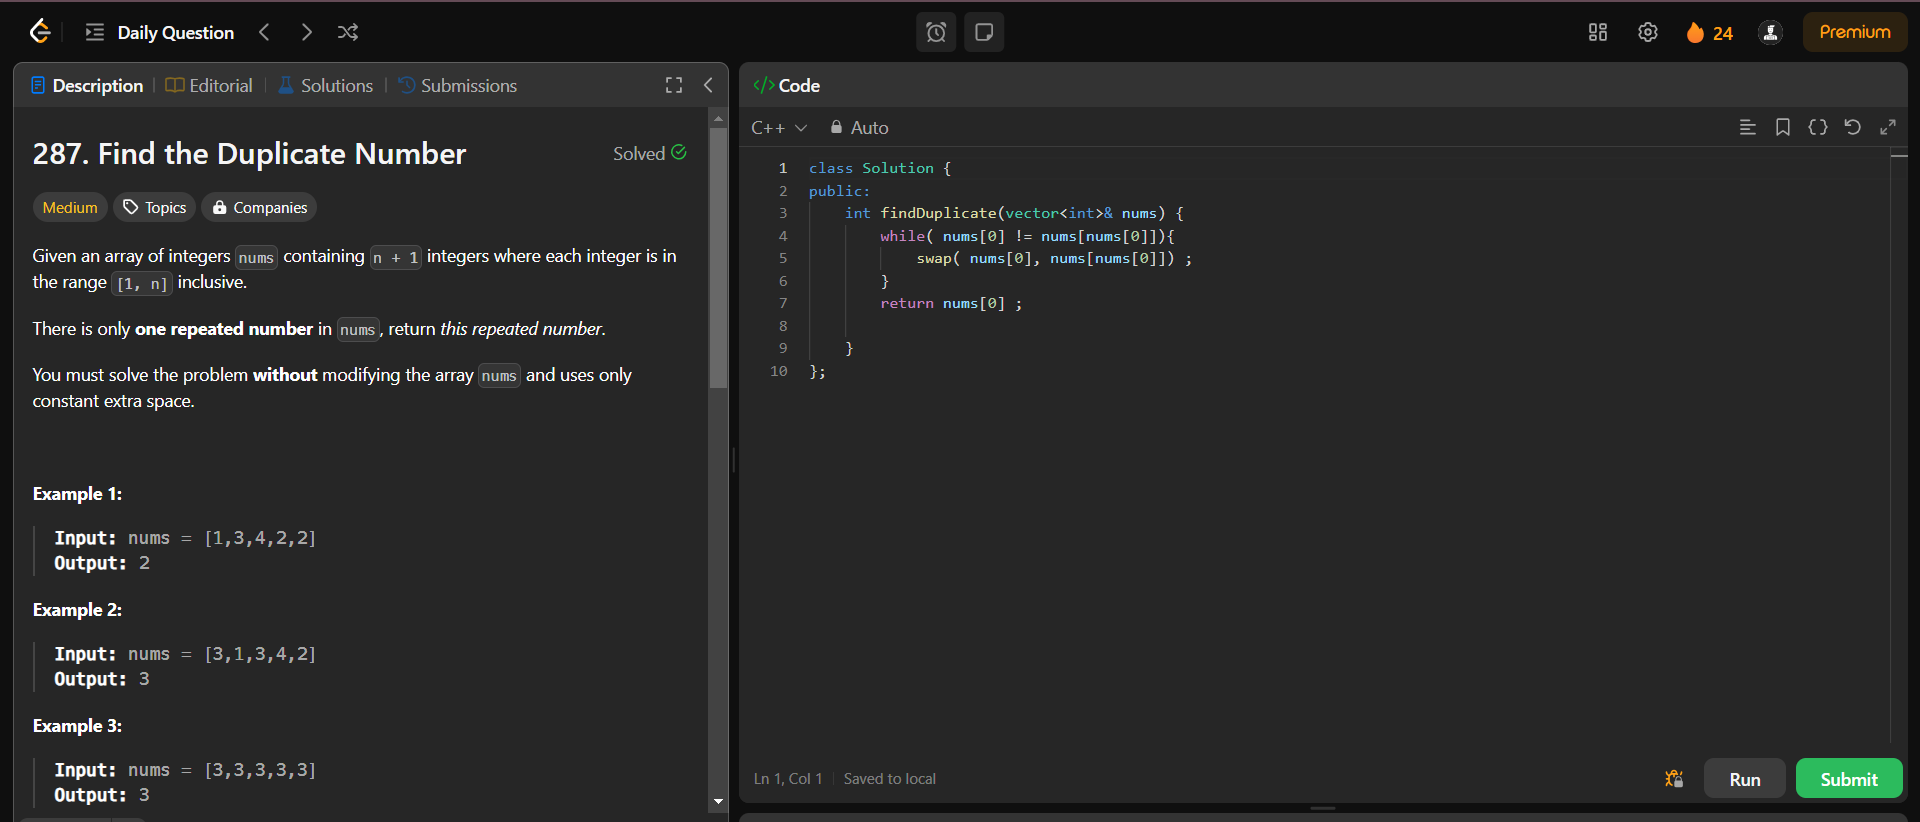 Daily Question
24
Premium
Description
Editorial
Solutions
Submissions
287. Find the Duplicate Number
Solved
Medium
Topics
Companies
Given an array of integers nums containing n + 1 integers where each integer is in
the range [1, n] inclusive.
There is only one repeated number in nums, return this repeated number.
You must solve the problem without modifying the array nums and uses only
constant extra space.
Example 1:
Input: nums = [1,3,4,2,2]
Output: 2
Example 2:
Input: nums = [3,1,3,4,2]
Output: 3
Example 3:
Input: nums = [3,3,3,3,3]
Output: 3
</> Code
C++
Auto
1 class Solution {
2 public:
3     int findDuplicate(vector<int>& nums) {
4         while( nums[0] != nums[nums[0]]){
5             swap( nums[0], nums[nums[0]]) ;
6         }
7         return nums[0] ;
8
9     }
10 };
Ln 1, Col 1
Saved to local
Run
Submit